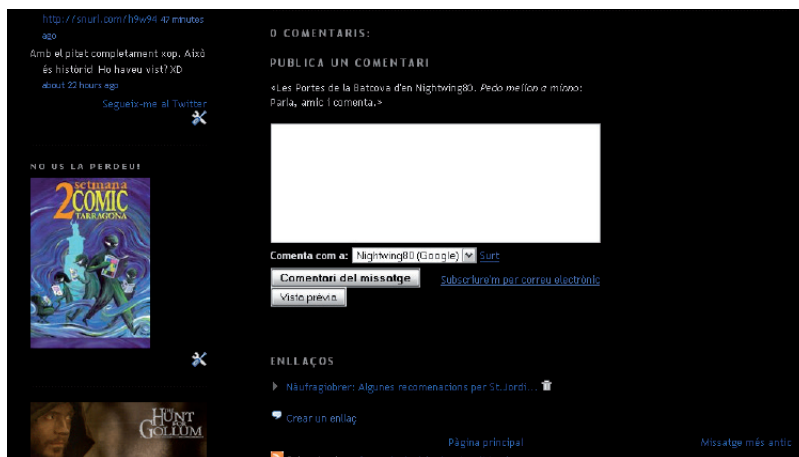 http://snurl.com/h9w94 47 minutes
ago
Amb el pitet completament xop. Això
és històric! Ho haveu vist? XD
about 22 hours ago
Segueix-me al Twitter
NO US LA PERDEU!
2 setmana
CÒMIC
TARRAGONA
THE
HUNT
FOR
GOLLUM
0 COMENTARIS:
PUBLICA UN COMENTARI
«Les Portes de la Batcova d'en Nightwing80. Pedo mellon a minno:
Parla, amic i comenta.»
Comenta com a: Nightwing80 (Google) Surt
Comentari del missatge Subscriure'm per correu electrònic
Vista prèvia
ENLLAÇOS
Nàufragiobrer: Algunes recomenacions per St.Jordi...
Crear un enllaç
Pàgina principal Missatge més antic